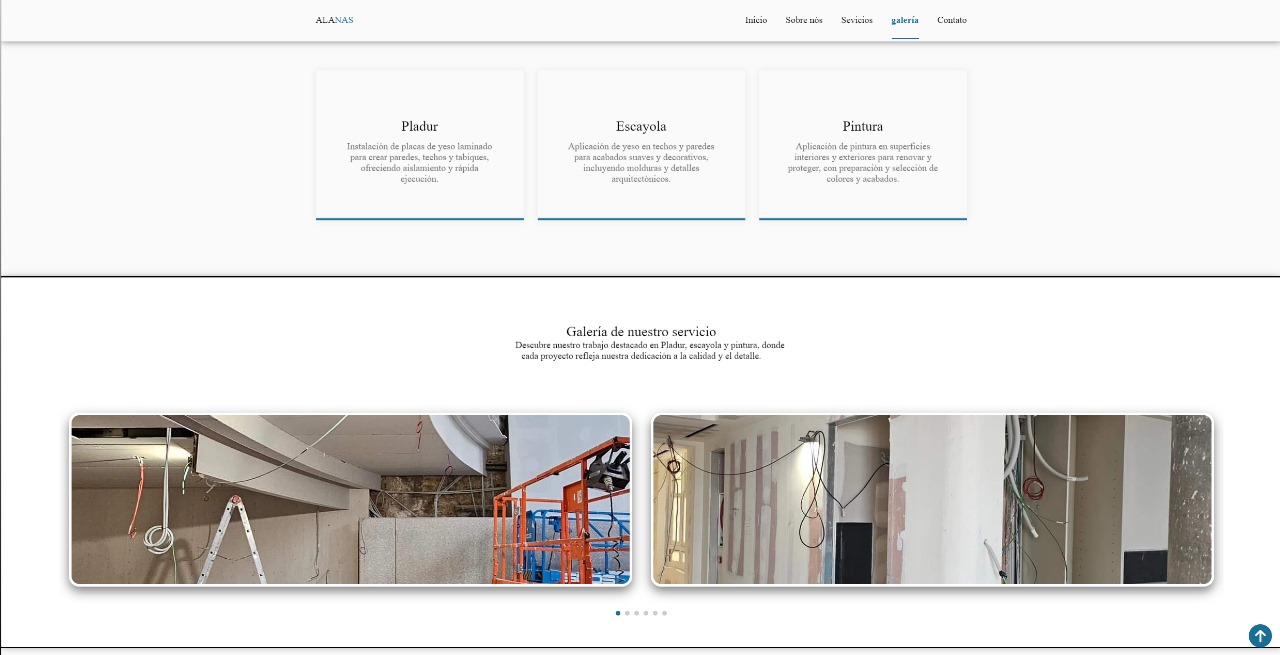 ALANAS
Início Sobre nós Sevicios galería Contato
Pladur
Instalación de placas de yeso laminado
para crear paredes, techos y tabiques,
ofreciendo aislamiento y rápida
ejecución.
Escayola
Aplicación de yeso en techos y paredes
para acabados suaves y decorativos,
incluyendo molduras y detalles
arquitectónicos.
Pintura
Aplicación de pintura en superficies
interiores y exteriores para renovar y
proteger, con preparación y selección de
colores y acabados.
Galería de nuestro servicio
Descubre nuestro trabajo destacado en Pladur, escayola y pintura, donde
cada proyecto refleja nuestra dedicación a la calidad y el detalle.